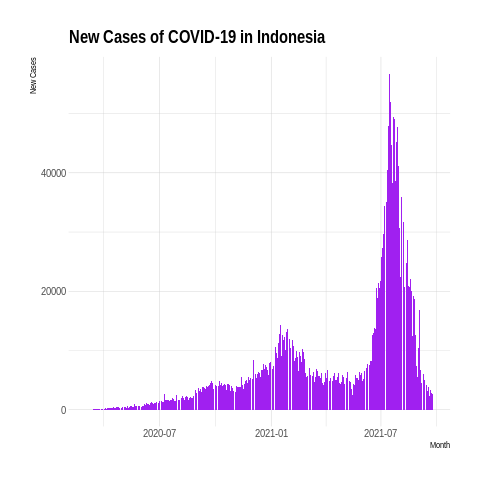 New Cases of COVID-19 in Indonesia
New Cases
40000
20000
0
2020-07
2021-01
2021-07
Month